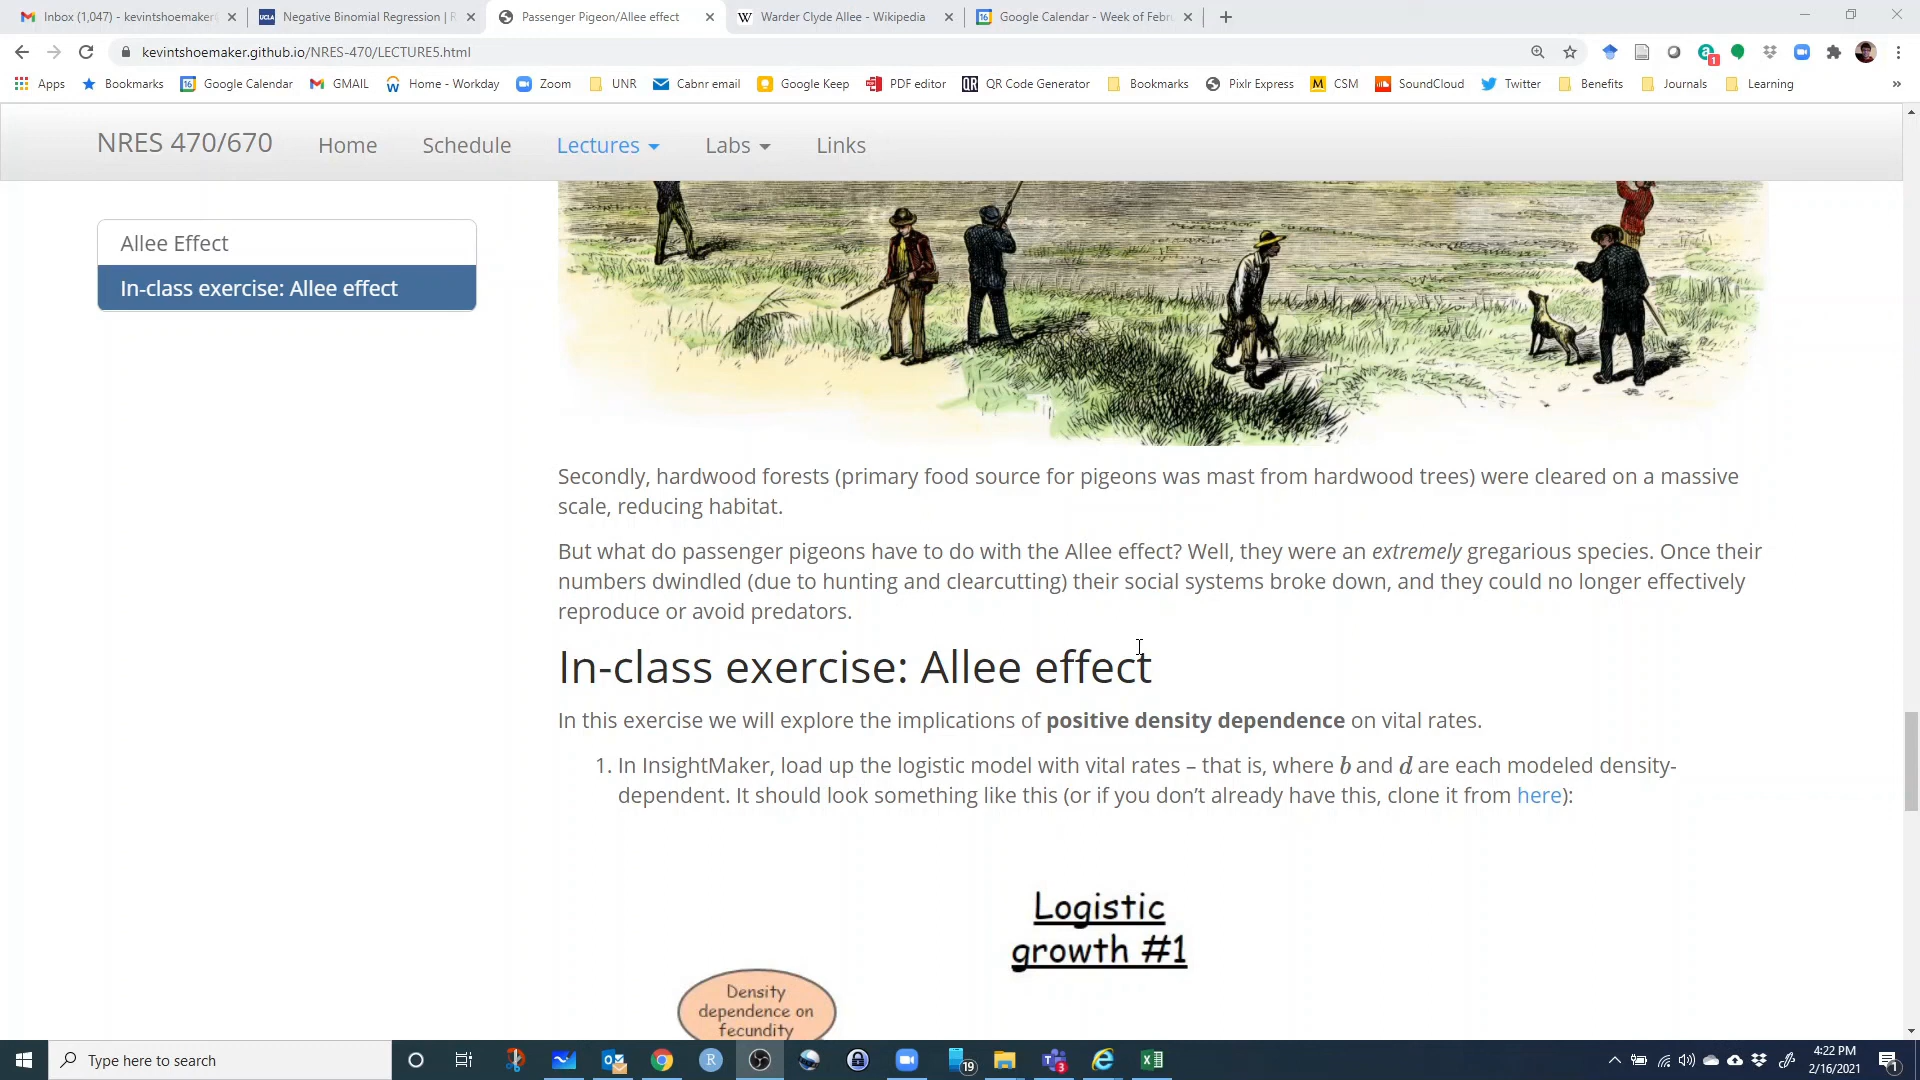 Inbox (1,047) - kevintshoemaker@
Negative Binomial Regression | R
Passenger Pigeon/Allee effect
Warder Clyde Allee - Wikipedia
Google Calendar - Week of Febr
kevintshoemaker.github.io/NRES-470/LECTURE5.html
1
Apps
Bookmarks
Google Calendar
GMAIL
Home - Workday
Zoom
UNR
Cabnr email
Google Keep
PDF editor
QR Code Generator
Bookmarks
Pixlr Express
CSM
SoundCloud
Twitter
Benefits
Journals
Learning
»
NRES 470/670
Home
Schedule
Lectures
Labs
Links
Allee Effect
In-class exercise: Allee effect
Secondly, hardwood forests (primary food source for pigeons was mast from hardwood trees) were cleared on a massive
scale, reducing habitat.
But what do passenger pigeons have to do with the Allee effect? Well, they were an extremely gregarious species. Once their
numbers dwindled (due to hunting and clearcutting) their social systems broke down, and they could no longer effectively
reproduce or avoid predators.
In-class exercise: Allee effect
In this exercise we will explore the implications of positive density dependence on vital rates.
1. In InsightMaker, load up the logistic model with vital rates – that is, where b and d are each modeled density-
dependent. It should look something like this (or if you don’t already have this, clone it from here):
Logistic
growth #1
Density
dependence on
fecundity
Type here to search
19
3
4:22 PM
2/16/2021
1